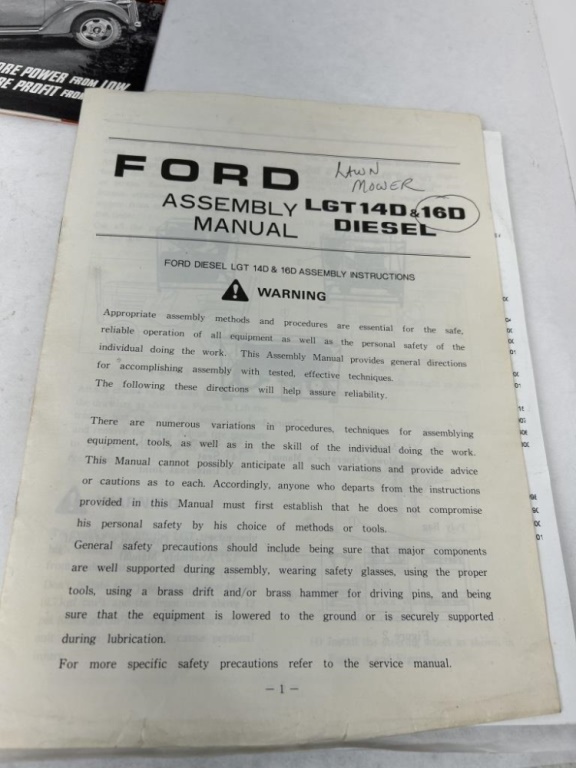 ORE POWER FROM LOW
RE PROFIT FROM
FORD
LAWN
MOWER
ASSEMBLY MANUAL
LGT 14D & 16D DIESEL
FORD DIESEL LGT 14D & 16D ASSEMBLY INSTRUCTIONS
WARNING
Appropriate assembly methods and procedures are essential for the safe,
reliable operation of all equipment as well as the personal safety of the
individual doing the work. This Assembly Manual provides general directions
for accomplishing assembly with tested, effective techniques.
The following these directions will help assure reliability.
There are numerous variations in procedures, techniques for assembling
equipment, tools, as well as in the skill of the individual doing the work.
This Manual cannot possibly anticipate all such variations and provide advice
or cautions as to each. Accordingly, anyone who departs from the instructions
provided in this Manual must first establish that he does not compromise
his personal safety by his choice of methods or tools.
General safety precautions should include being sure that major components
are well supported during assembly, wearing safety glasses, using the proper
tools, using a brass drift and/or brass hammer for driving pins, and being
sure that the equipment is lowered to the ground or is securely supported
during lubrication.
For more specific safety precautions refer to the service manual.
— 1 —